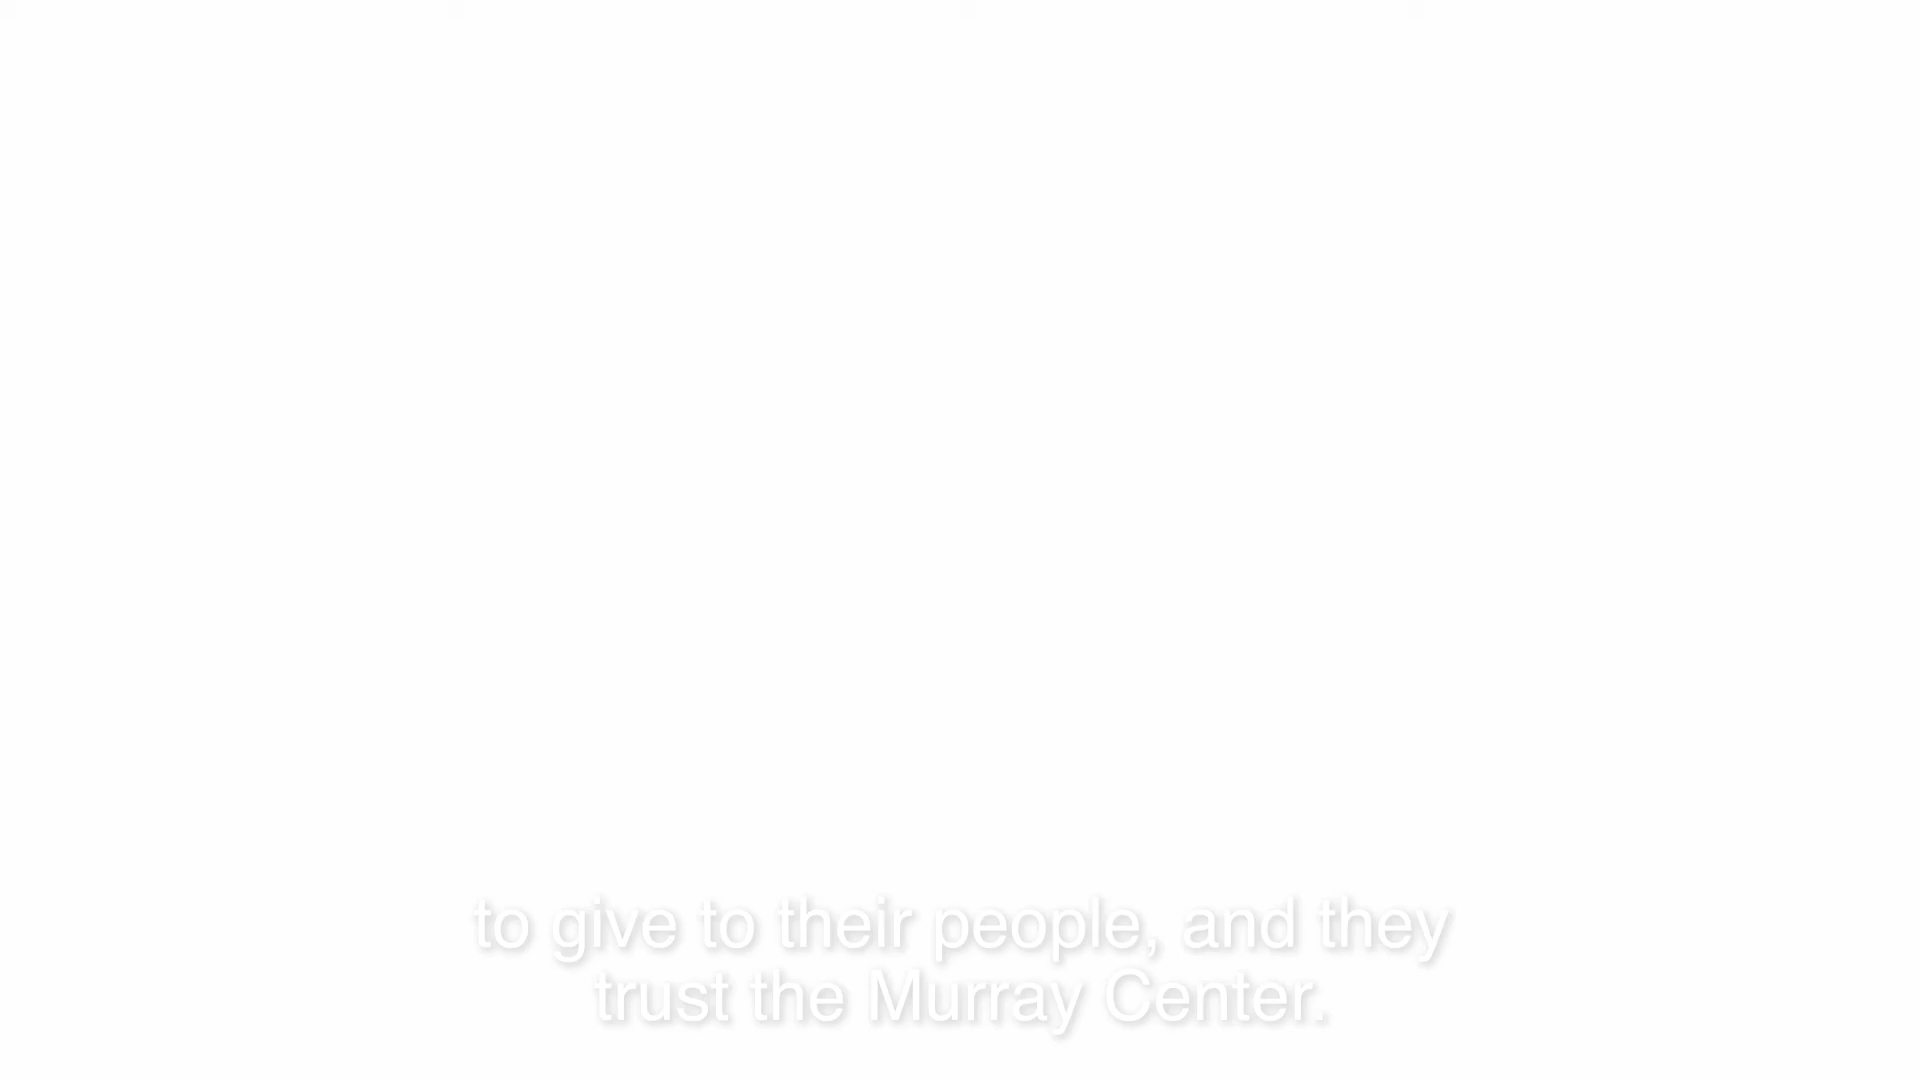 to give to their people, and they
trust the Murray Center.